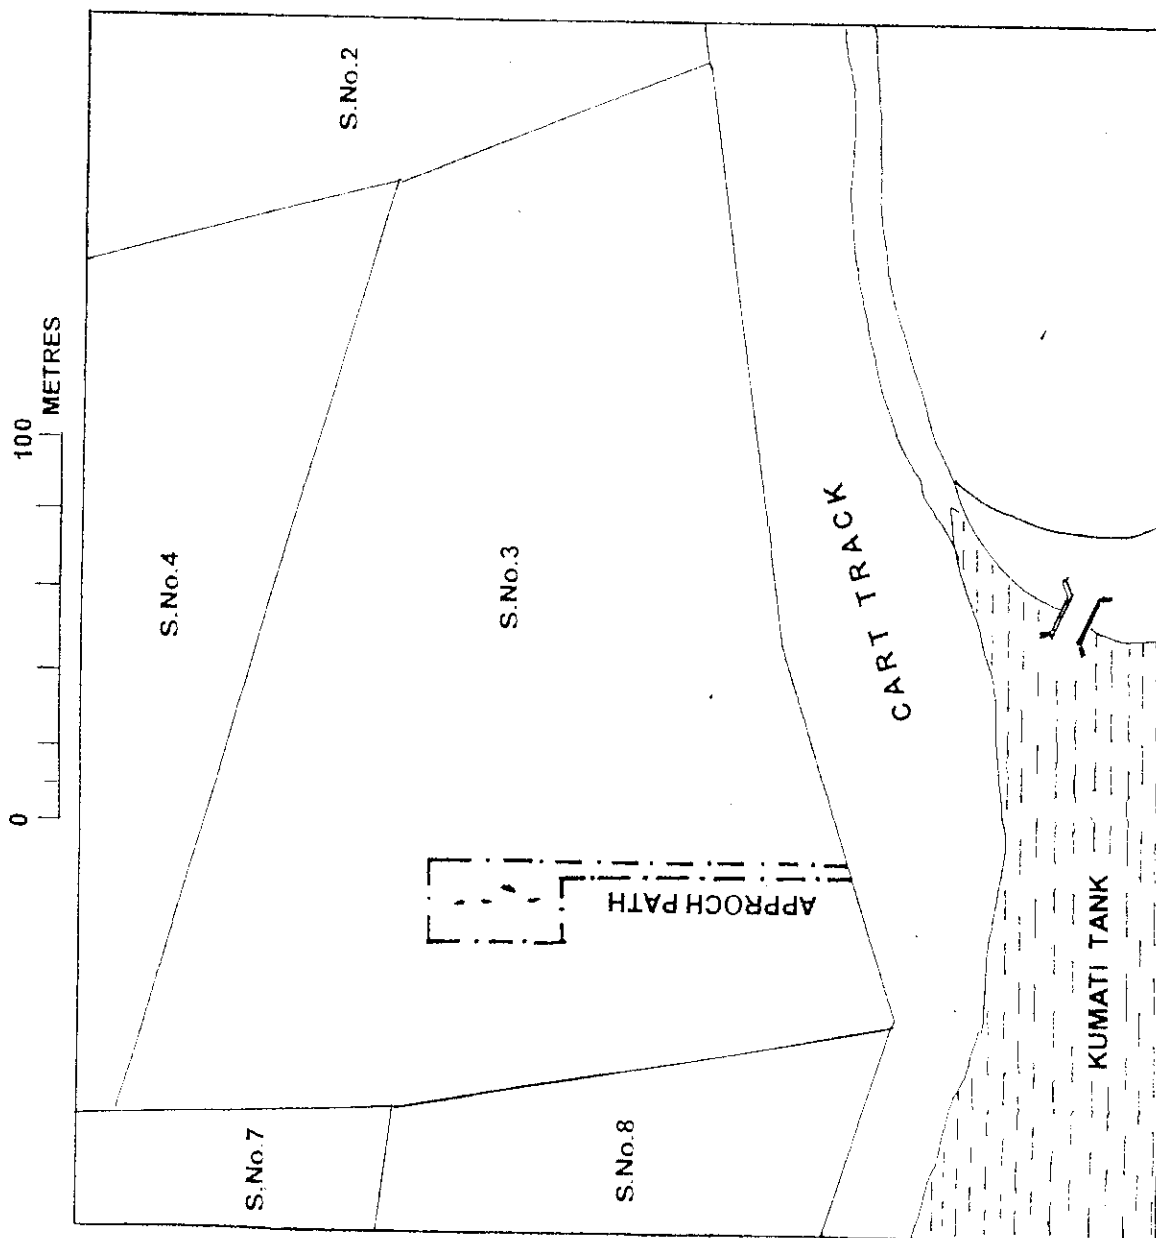 0
100
METRES
S.No.7
S.No.4
S.No.2
S.No.8
S.No.3
APPROCH PATH
CART TRACK
KUMATI TANK